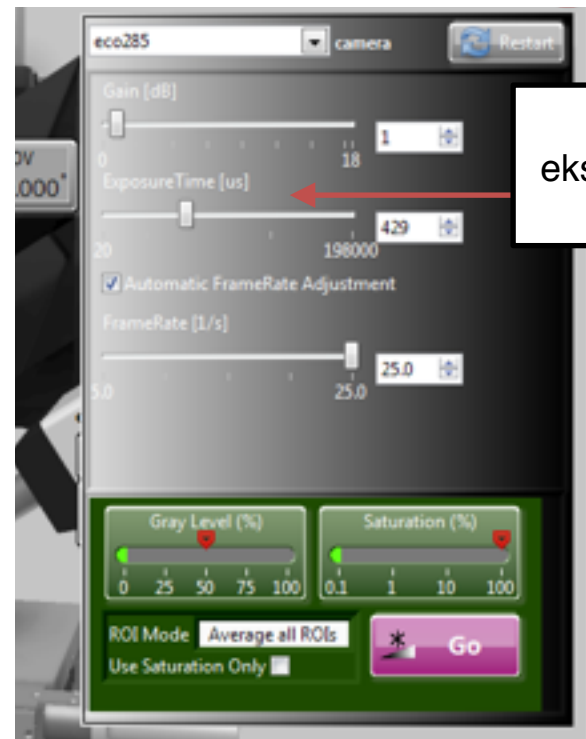 eco285 camera Restart
Gain [dB]
1
0 18
ExposureTime [us]
429
20 198000
Automatic FrameRate Adjustment
FrameRate [1/s]
25.0
5.0 25.0
Gray Level (%) Saturation (%)
0 25 50 75 100 0.1 1 10 100
ROI Mode Average all ROIs
Use Saturation Only
Go
.000°
eks